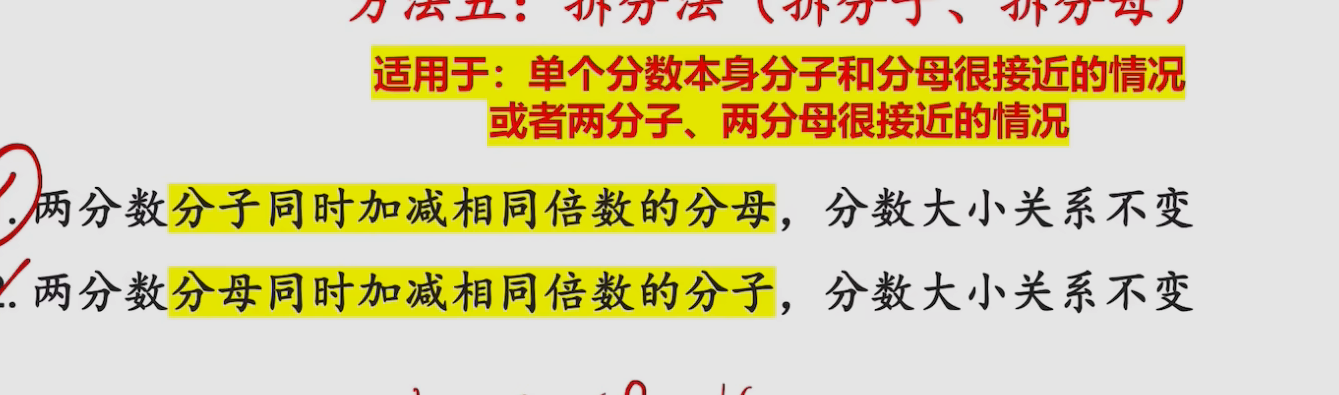 方法五：拆分法（拆分子、拆分母）
适用于：单个分数本身分子和分母很接近的情况
或者两分子、两分母很接近的情况
两分数分子同时加减相同倍数的分母，分数大小关系不变
2. 两分数分母同时加减相同倍数的分子，分数大小关系不变